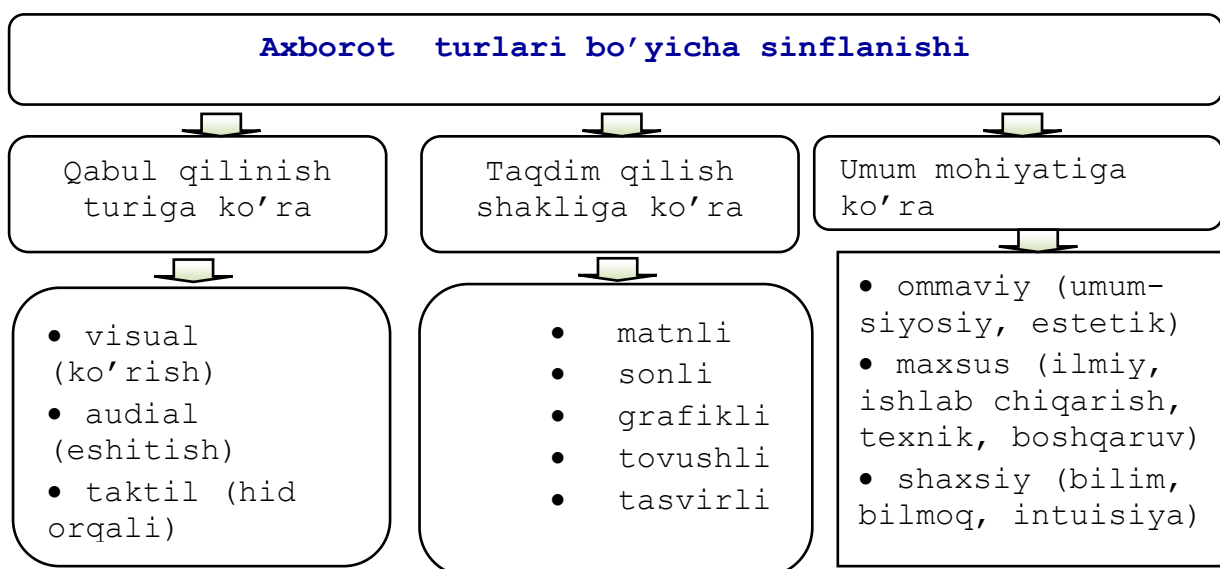 Axborot turlari bo’yicha sinflanishi
Qabul qilinish
turiga ko’ra
Taqdim qilish
shakliga ko’ra
Umum mohiyatiga
ko’ra
• visual
(ko’rish)
• audial
(eshitish)
• taktil (hid
orqali)
• matnli
• sonli
• grafikli
• tovushli
• tasvirli
• ommaviy (umum-
siyosiy, estetik)
• maxsus (ilmiy,
ishlab chiqarish,
texnik, boshqaruv)
• shaxsiy (bilim,
bilmoq, intuisiya)